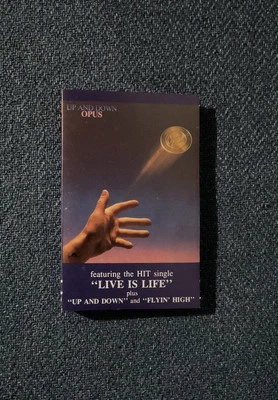 UP AND DOWN
OPUS
featuring the HIT single
“LIVE IS LIFE”
plus
“UP AND DOWN” and “FLYIN’ HIGH”